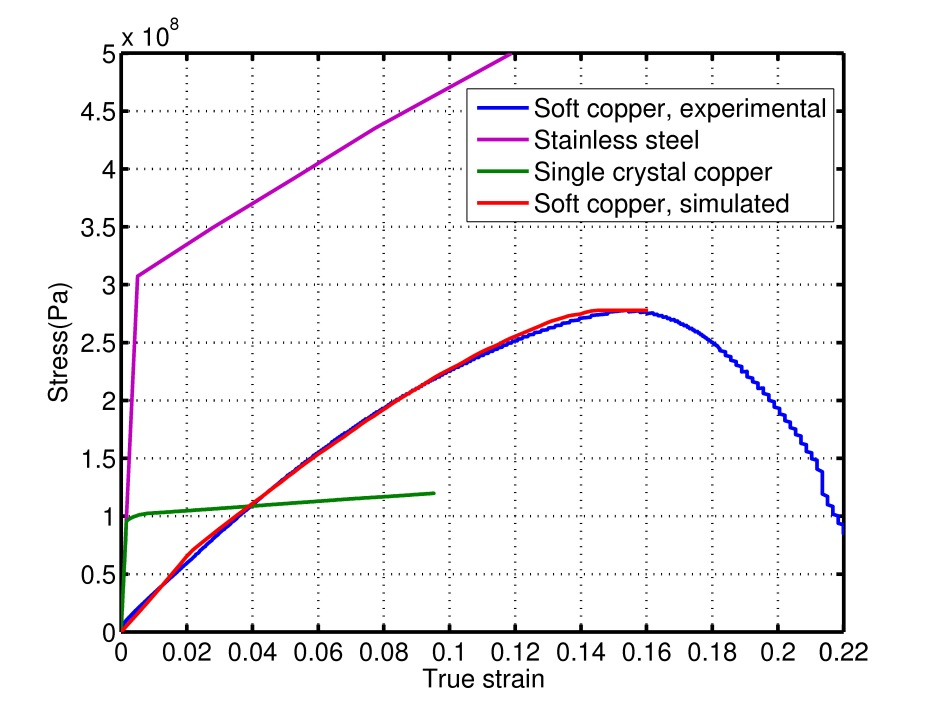 x 10^8
5
4.5
4
3.5
3
2.5
2
1.5
1
0.5
0
Stress(Pa)
Soft copper, experimental
Stainless steel
Single crystal copper
Soft copper, simulated
0 0.02 0.04 0.06 0.08 0.1 0.12 0.14 0.16 0.18 0.2 0.22
True strain